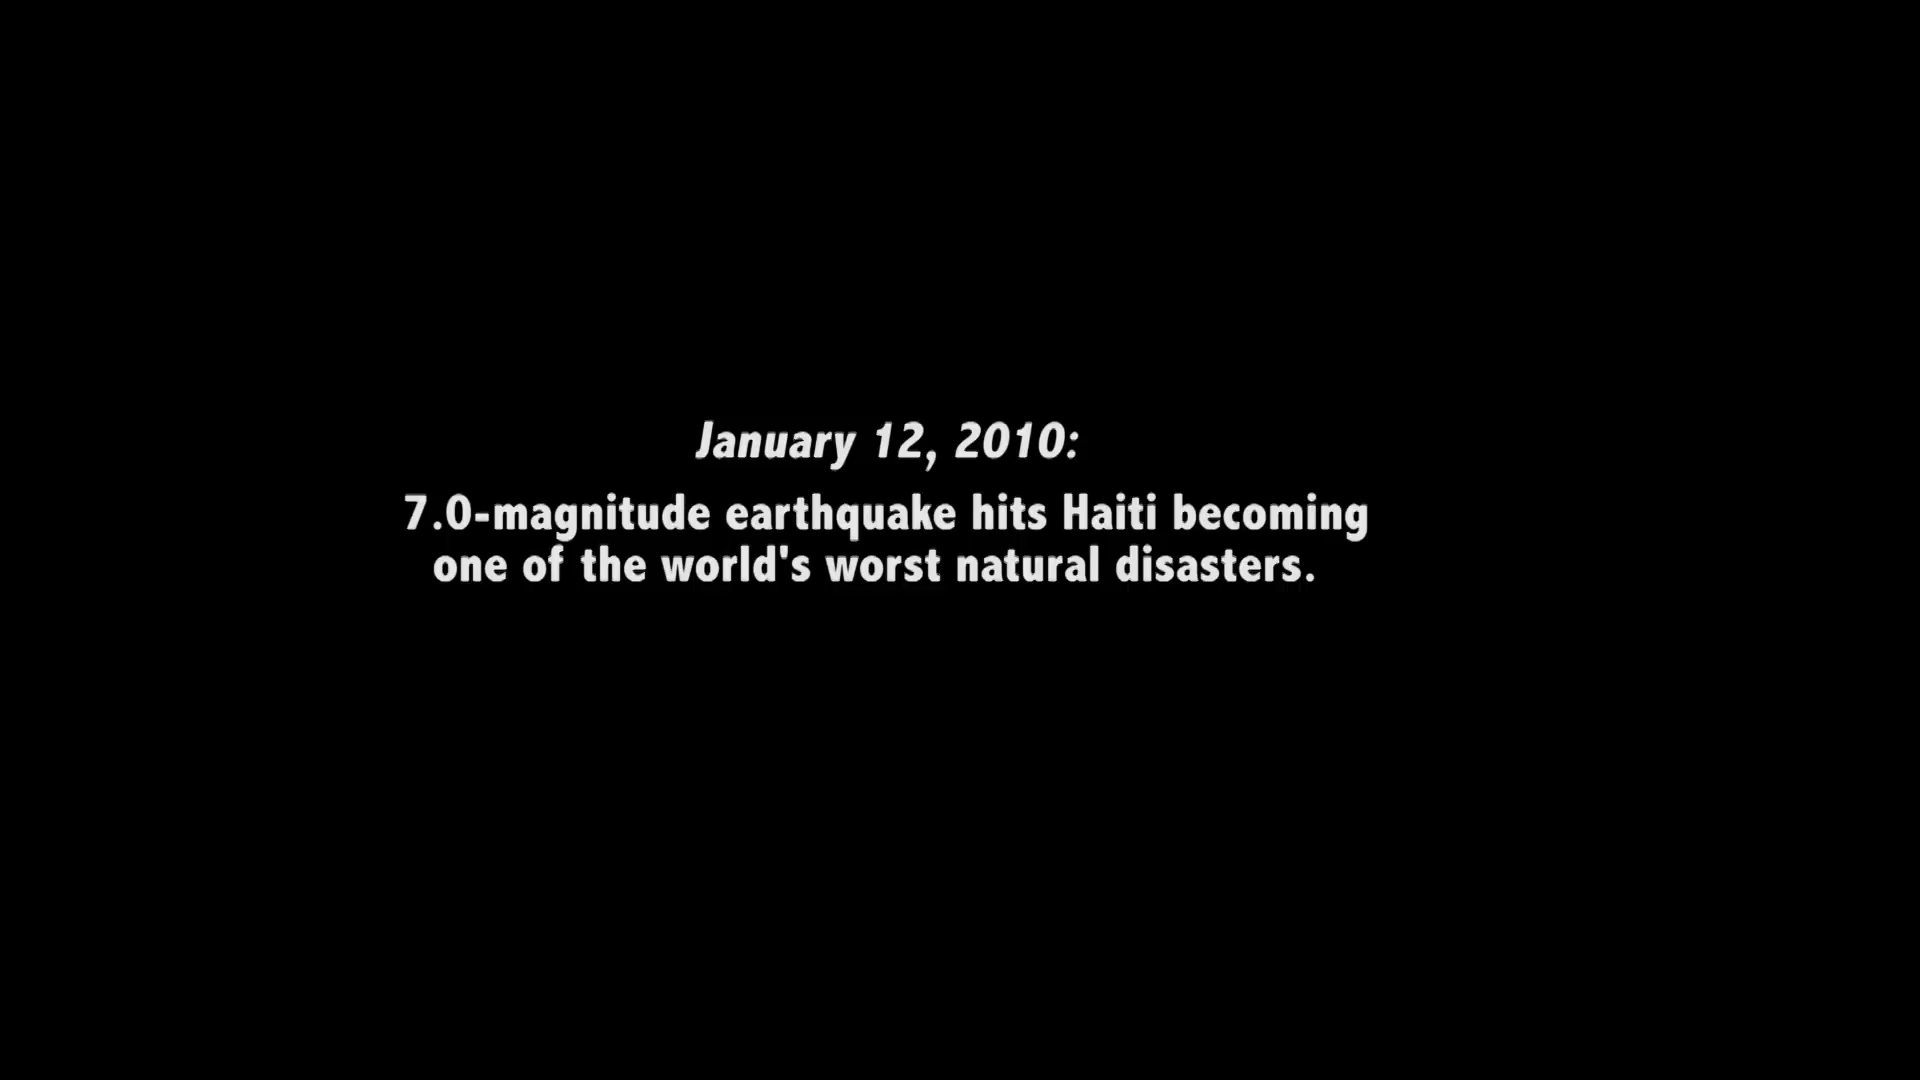 January 12, 2010:
7.0-magnitude earthquake hits Haiti becoming
one of the world's worst natural disasters.